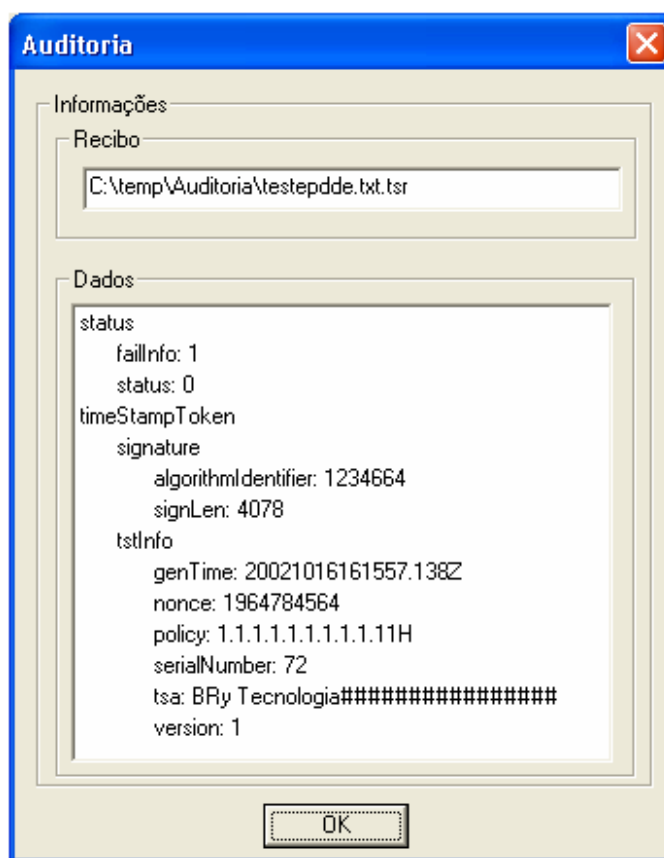 Auditoria
Informações
Recibo
C:\temp\Auditoria\testepdde.txt.tsr
Dados
status
failInfo: 1
status: 0
timeStampToken
signature
algorithmIdentifier: 1234664
signLen: 4078
tstInfo
genTime: 20021016161557.138Z
nonce: 1964784564
policy: 1.1.1.1.1.1.1.1.1.11H
serialNumber: 72
tsa: BRy Tecnologia################
version: 1
OK